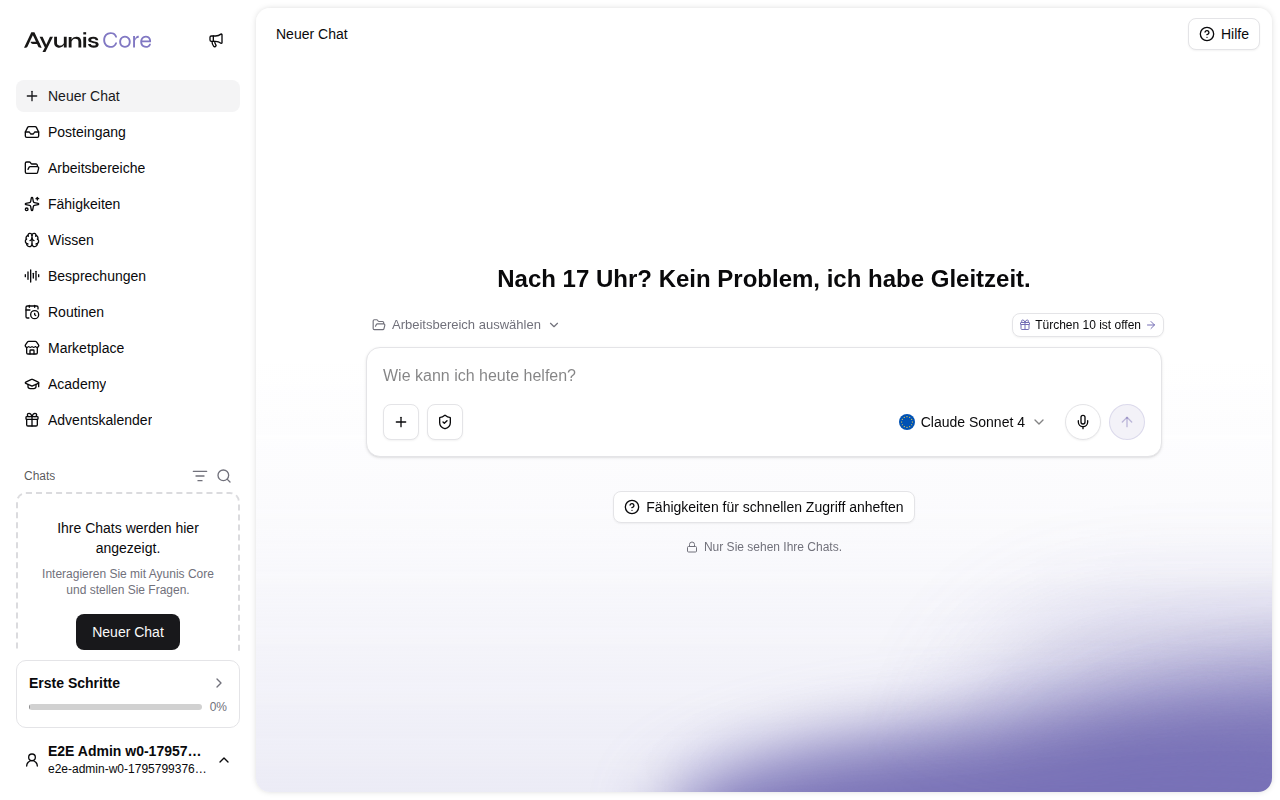 Ayunis Core
Neuer Chat
Posteingang
Arbeitsbereiche
Fähigkeiten
Wissen
Besprechungen
Routinen
Marketplace
Academy
Adventskalender
Chats
Ihre Chats werden hier
angezeigt.
Interagieren Sie mit Ayunis Core
und stellen Sie Fragen.
Neuer Chat
Erste Schritte
0%
E2E Admin w0-17957…
e2e-admin-w0-1795799376…
Neuer Chat
Hilfe
Nach 17 Uhr? Kein Problem, ich habe Gleitzeit.
Arbeitsbereich auswählen
Türchen 10 ist offen
Wie kann ich heute helfen?
Claude Sonnet 4
Fähigkeiten für schnellen Zugriff anheften
Nur Sie sehen Ihre Chats.